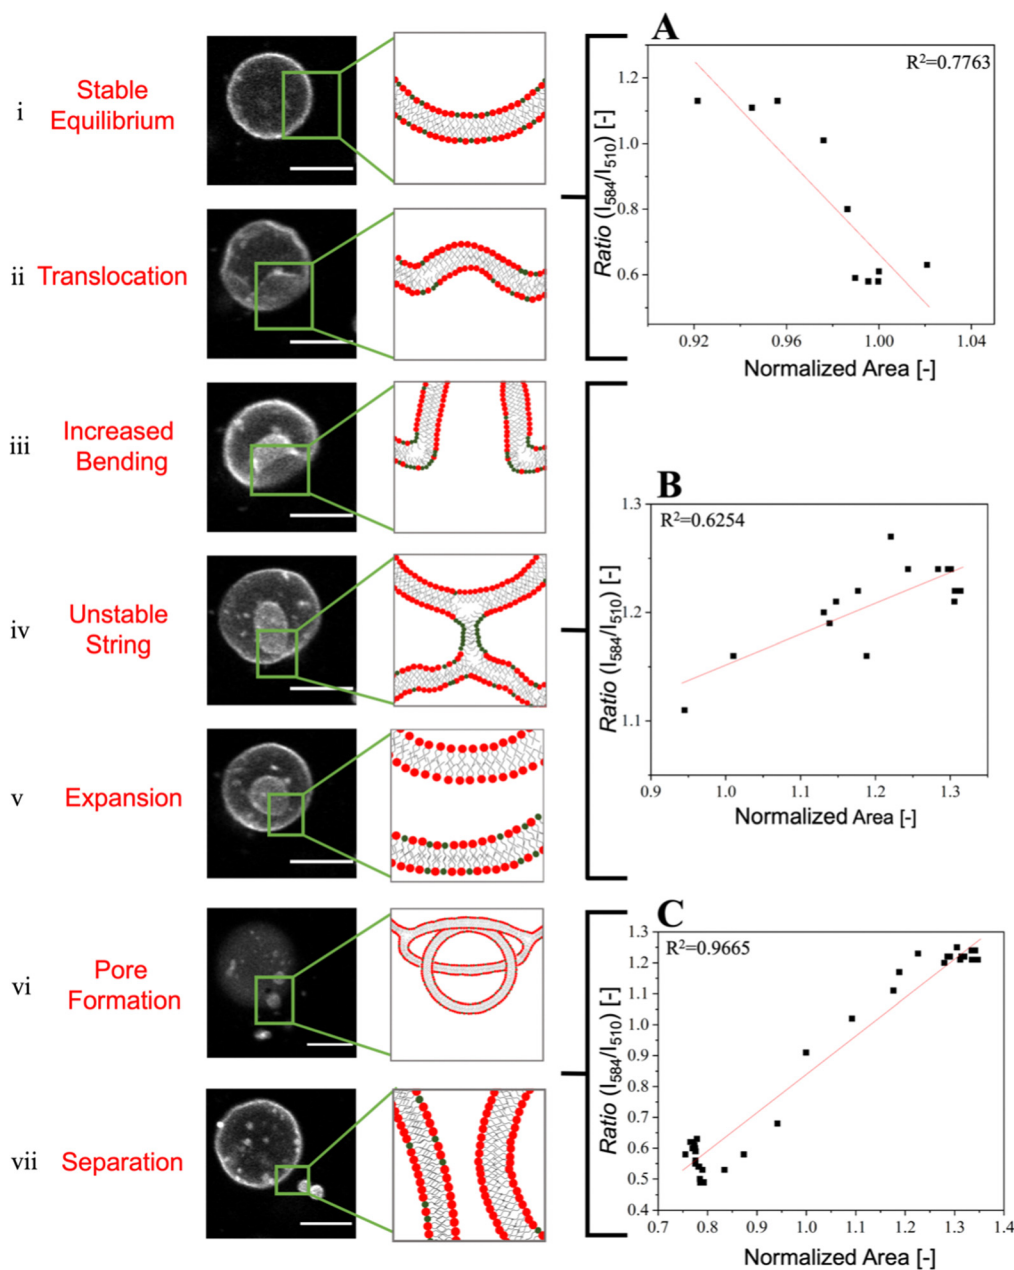 i
Stable
Equilibrium
ii
Translocation
iii
Increased
Bending
iv
Unstable
String
v
Expansion
vi
Pore
Formation
vii
Separation
A
R²=0.7763
Ratio (I₅₈₄/I₅₁₀) [-]
1.2
1.0
0.8
0.6
0.92
0.96
1.00
1.04
Normalized Area [-]
B
R²=0.6254
Ratio (I₅₈₄/I₅₁₀) [-]
1.3
1.2
1.1
0.9
1.0
1.1
1.2
1.3
Normalized Area [-]
C
R²=0.9665
Ratio (I₅₈₄/I₅₁₀) [-]
1.3
1.2
1.1
1.0
0.9
0.8
0.7
0.6
0.5
0.4
0.7
0.8
0.9
1.0
1.1
1.2
1.3
1.4
Normalized Area [-]